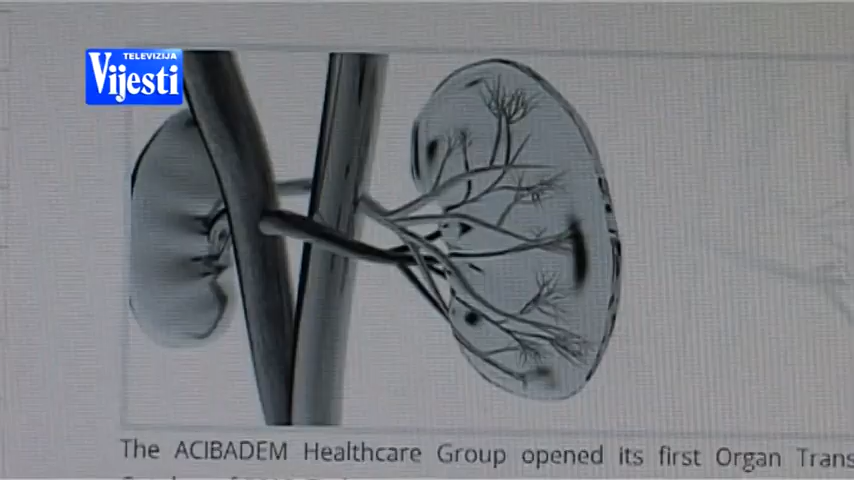 TELEVIZIJA
Vijesti
The ACIBADEM Healthcare Group opened its first Organ Trans